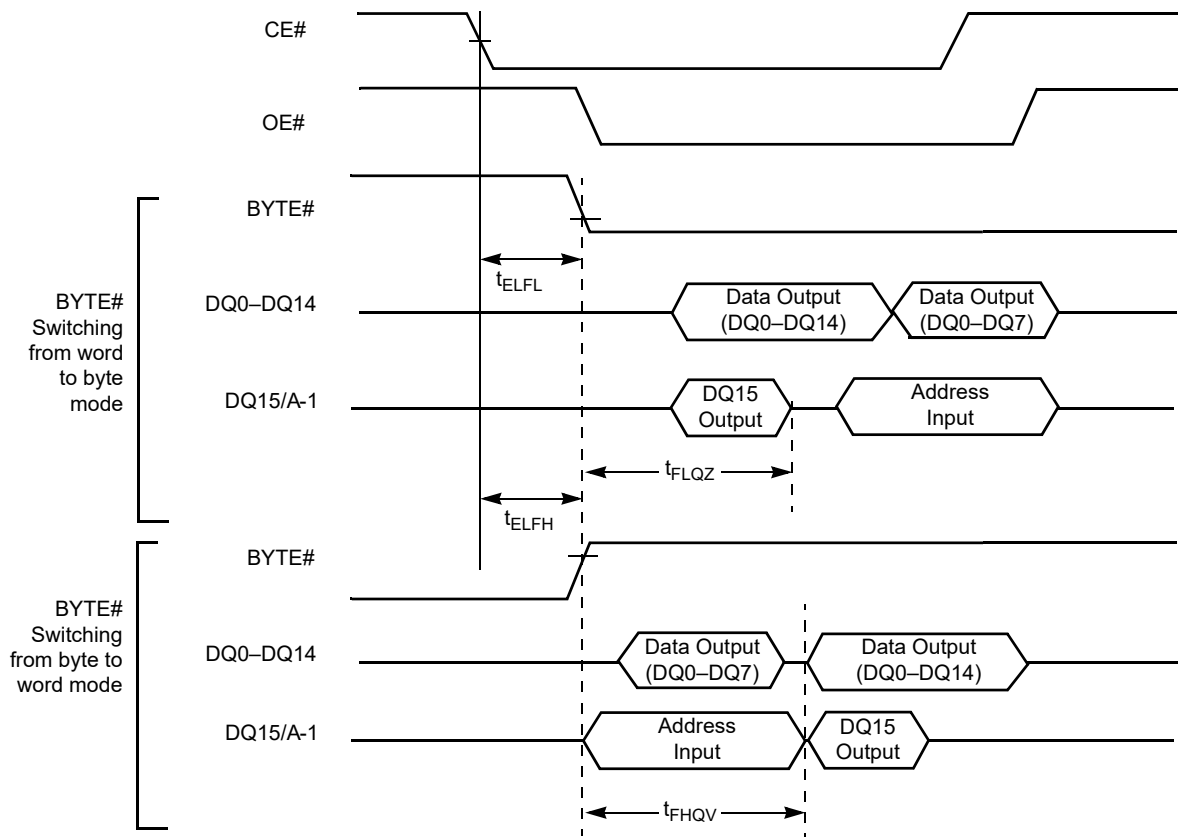 CE#
OE#
BYTE#
tELFL
BYTE#
Switching
from word
to byte
mode
DQ0–DQ14
Data Output
(DQ0–DQ14)
Data Output
(DQ0–DQ7)
DQ15/A-1
DQ15
Output
Address
Input
tFLQZ
tELFH
BYTE#
BYTE#
Switching
from byte to
word mode
DQ0–DQ14
Data Output
(DQ0–DQ7)
Data Output
(DQ0–DQ14)
DQ15/A-1
Address
Input
DQ15
Output
tFHQV